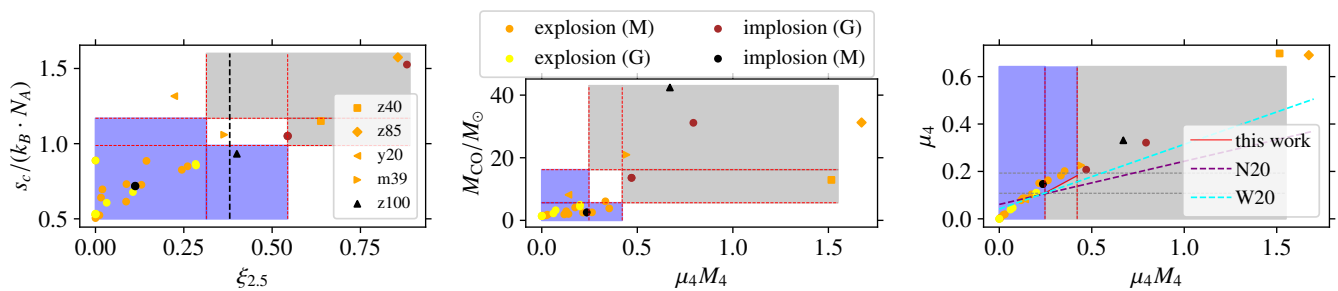 explosion (M) implosion (G)
explosion (G) implosion (M)
1.5
1.0
0.5
s_c/(k_B · N_A)
0.00 0.25 0.50 0.75
ξ_2.5
z40
z85
y20
m39
z100
40
20
0
M_CO/M_⊙
0.0 0.5 1.0 1.5
μ_4M_4
0.6
0.4
0.2
0.0
μ_4
0.0 0.5 1.0 1.5
μ_4M_4
this work
N20
W20